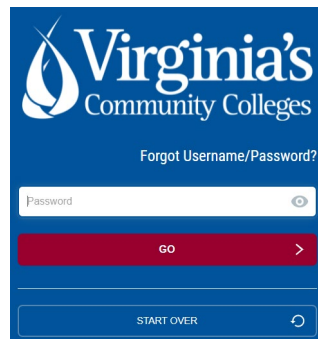 Virginia's
Community Colleges
Forgot Username/Password?
Password
GO
START OVER